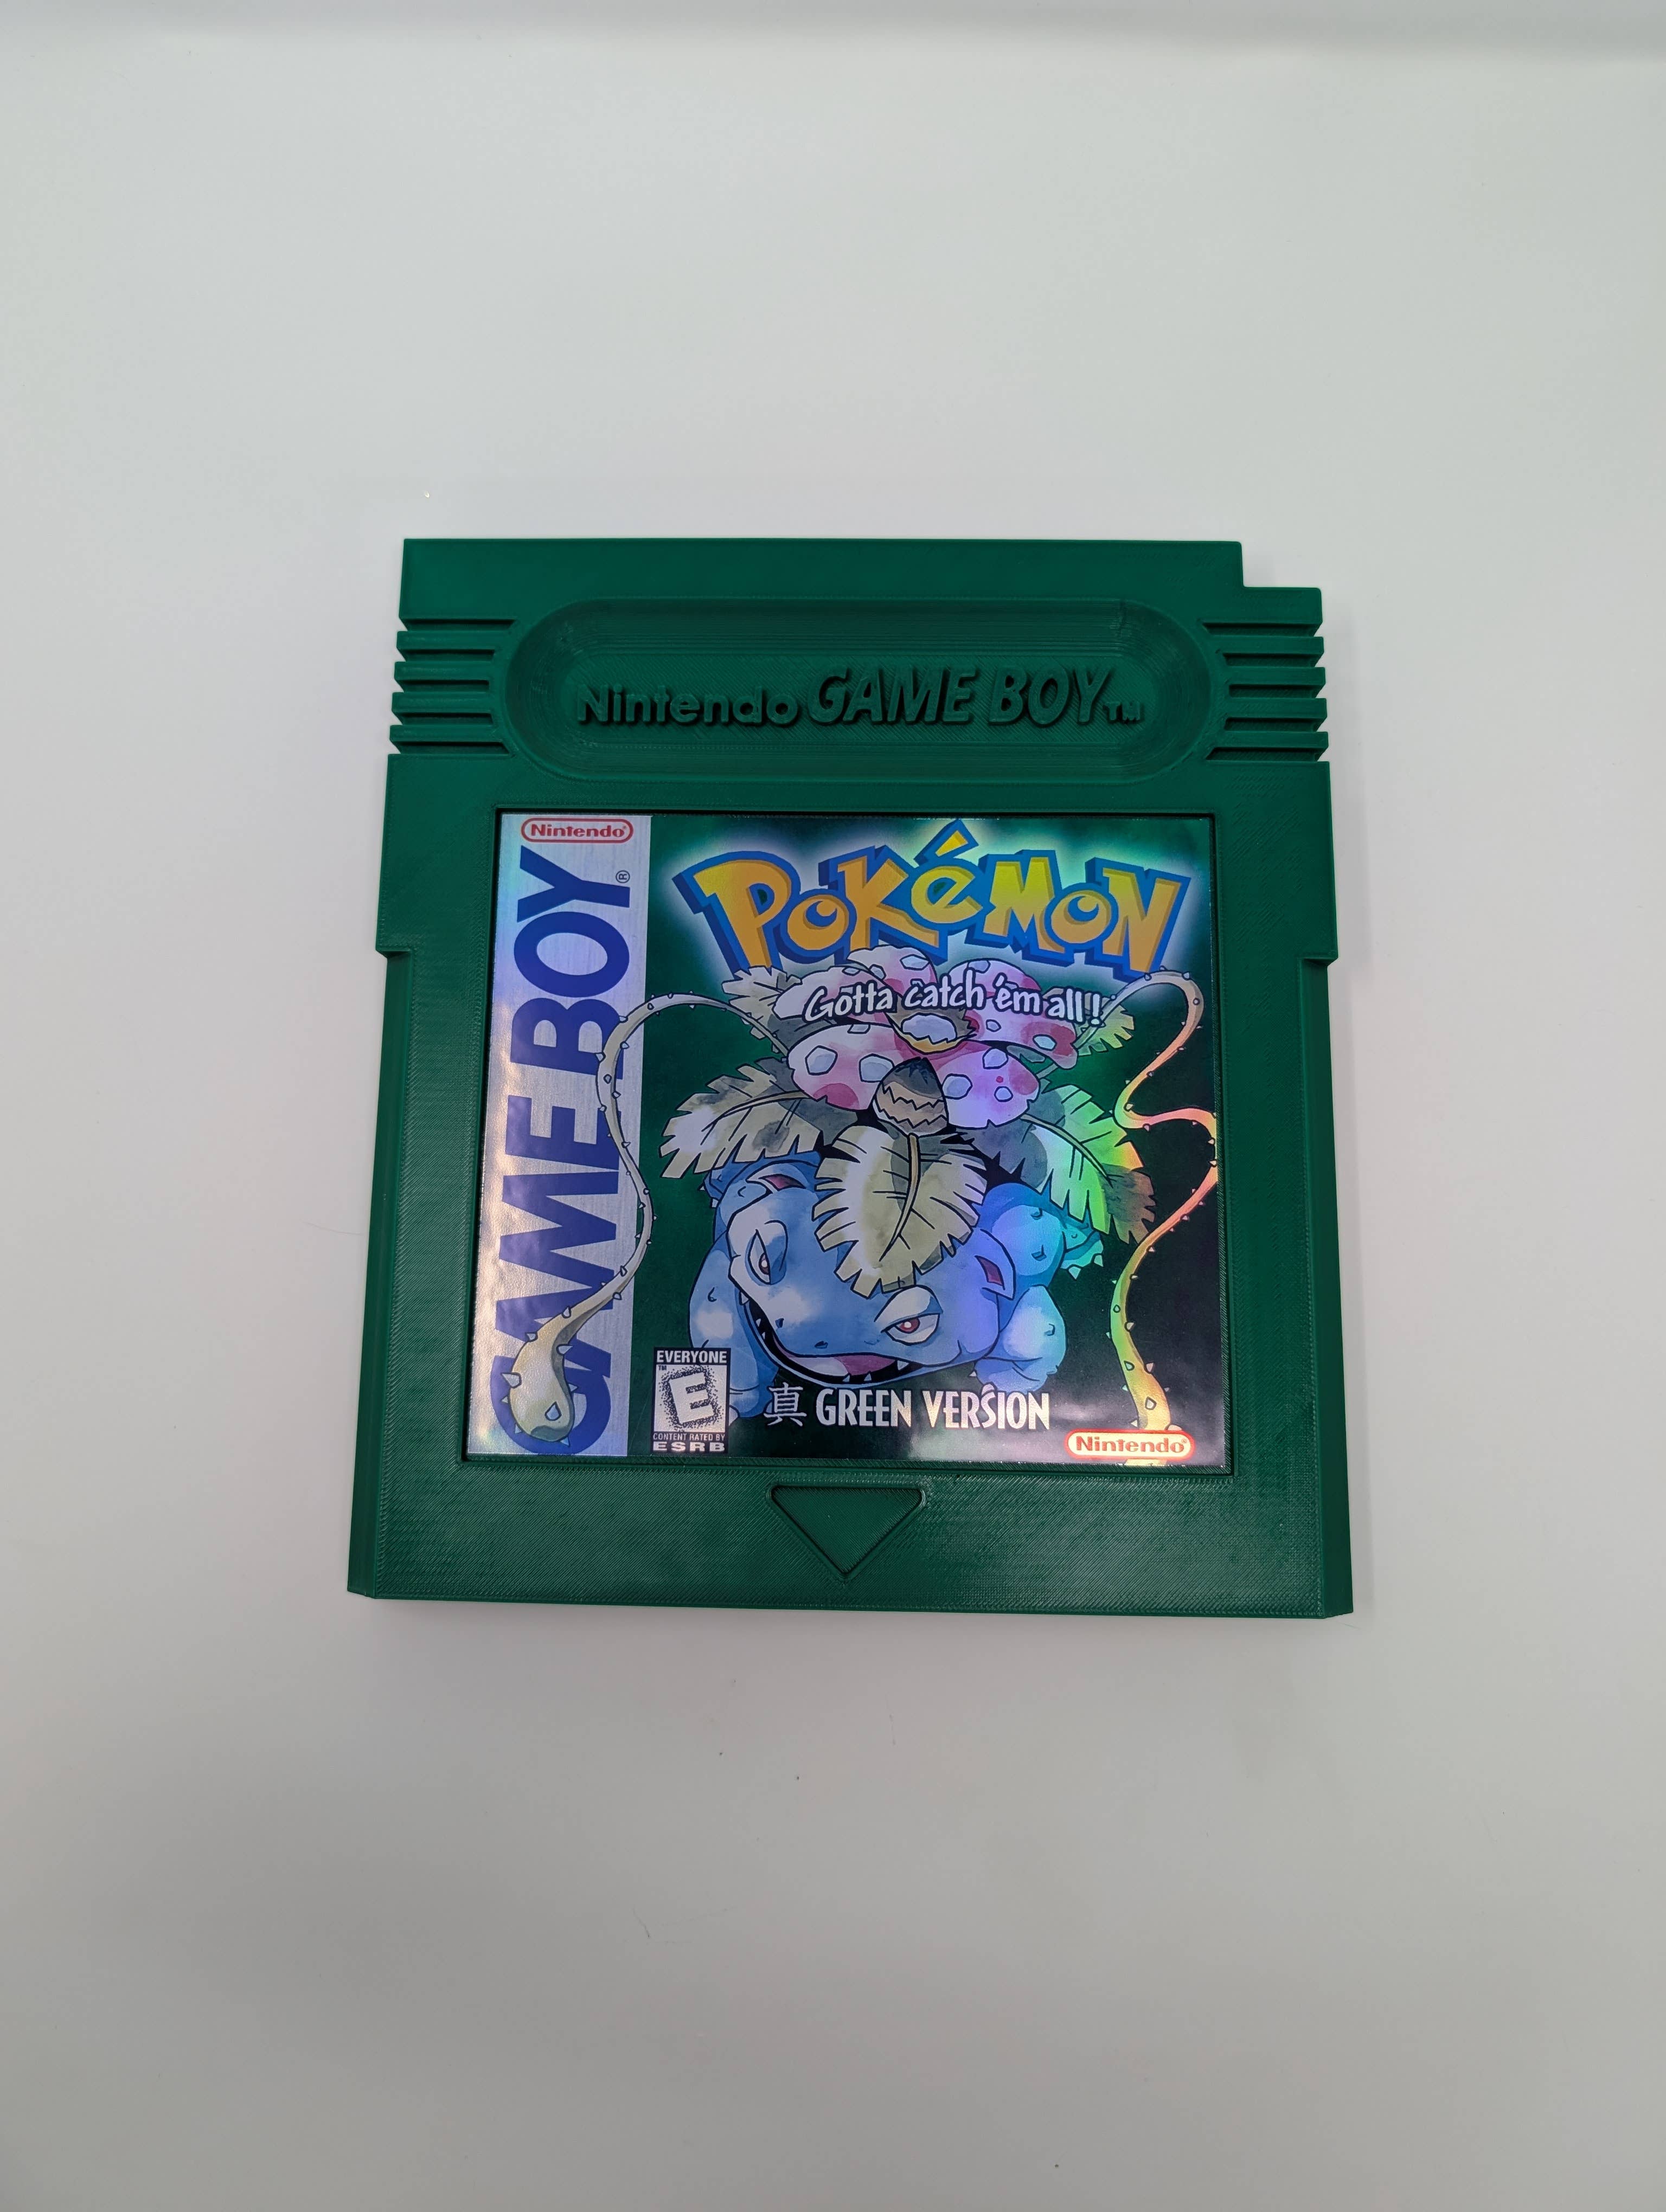 Nintendo GAME BOY™
Nintendo®
GAME BOY®
POKéMON
Gotta catch 'em all!
EVERYONE
™
E
CONTENT RATED BY
ESRB
真 GREEN VERSION
Nintendo®